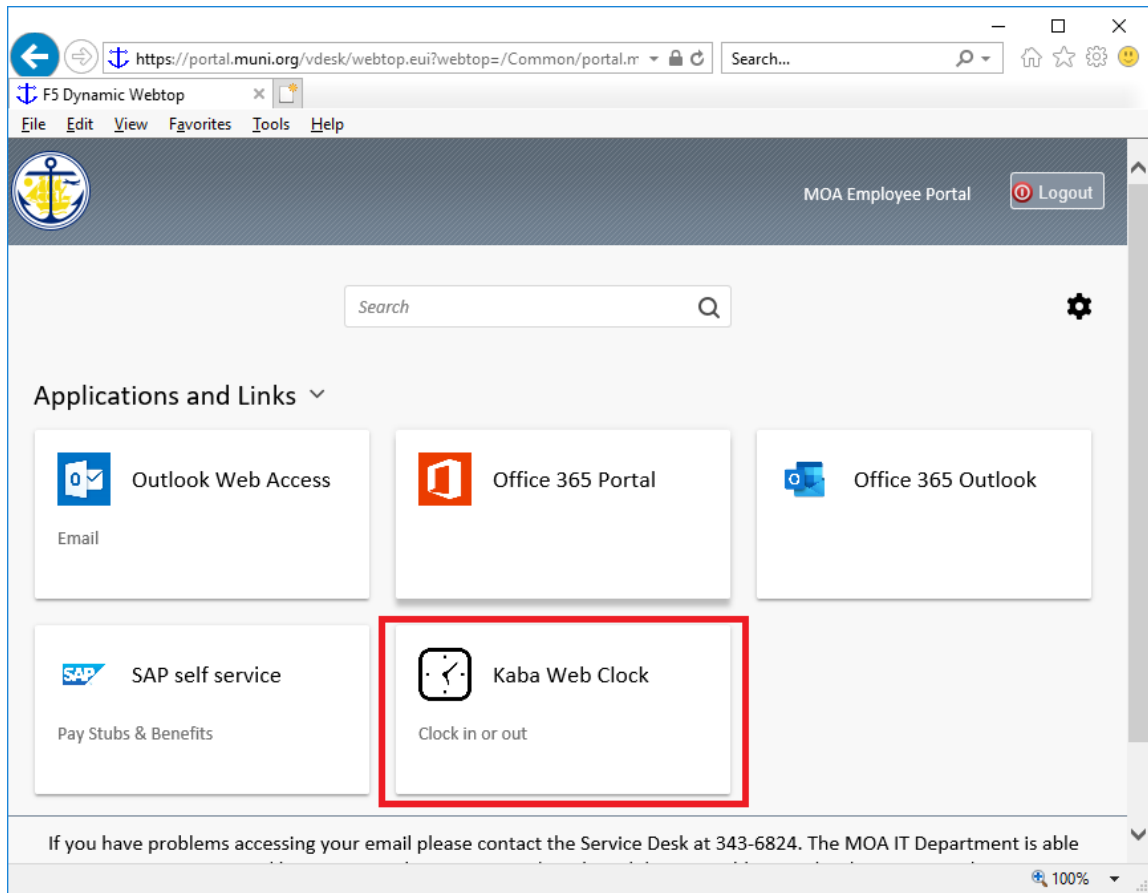 https://portal.muni.org/vdesk/webtop.eui?webtop=/Common/portal.m
Search...
F5 Dynamic Webtop
File Edit View Favorites Tools Help
MOA Employee Portal
Logout
Search
Applications and Links
Outlook Web Access
Office 365 Portal
Office 365 Outlook
Email
SAP
SAP self service
Kaba Web Clock
Pay Stubs & Benefits
Clock in or out
If you have problems accessing your email please contact the Service Desk at 343-6824. The MOA IT Department is able
100%